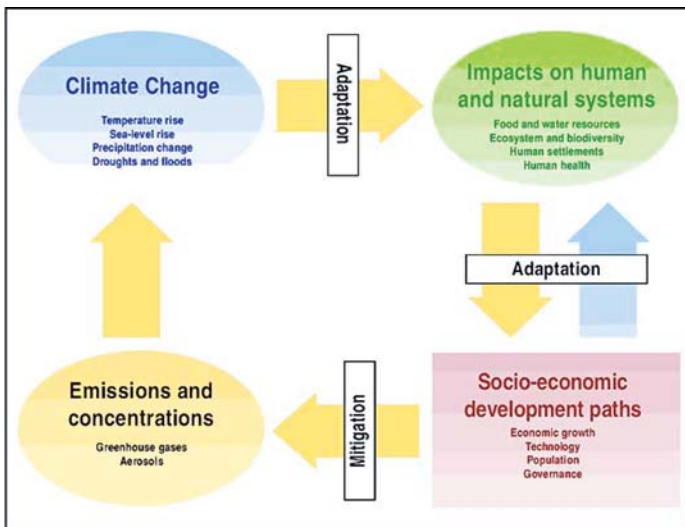 Climate Change
Temperature rise
Sea-level rise
Precipitation change
Droughts and floods
Adaptation
Impacts on human
and natural systems
Food and water resources
Ecosystem and biodiversity
Human settlements
Human health
Adaptation
Emissions and
concentrations
Greenhouse gases
Aerosols
Mitigation
Socio-economic
development paths
Economic growth
Technology
Population
Governance